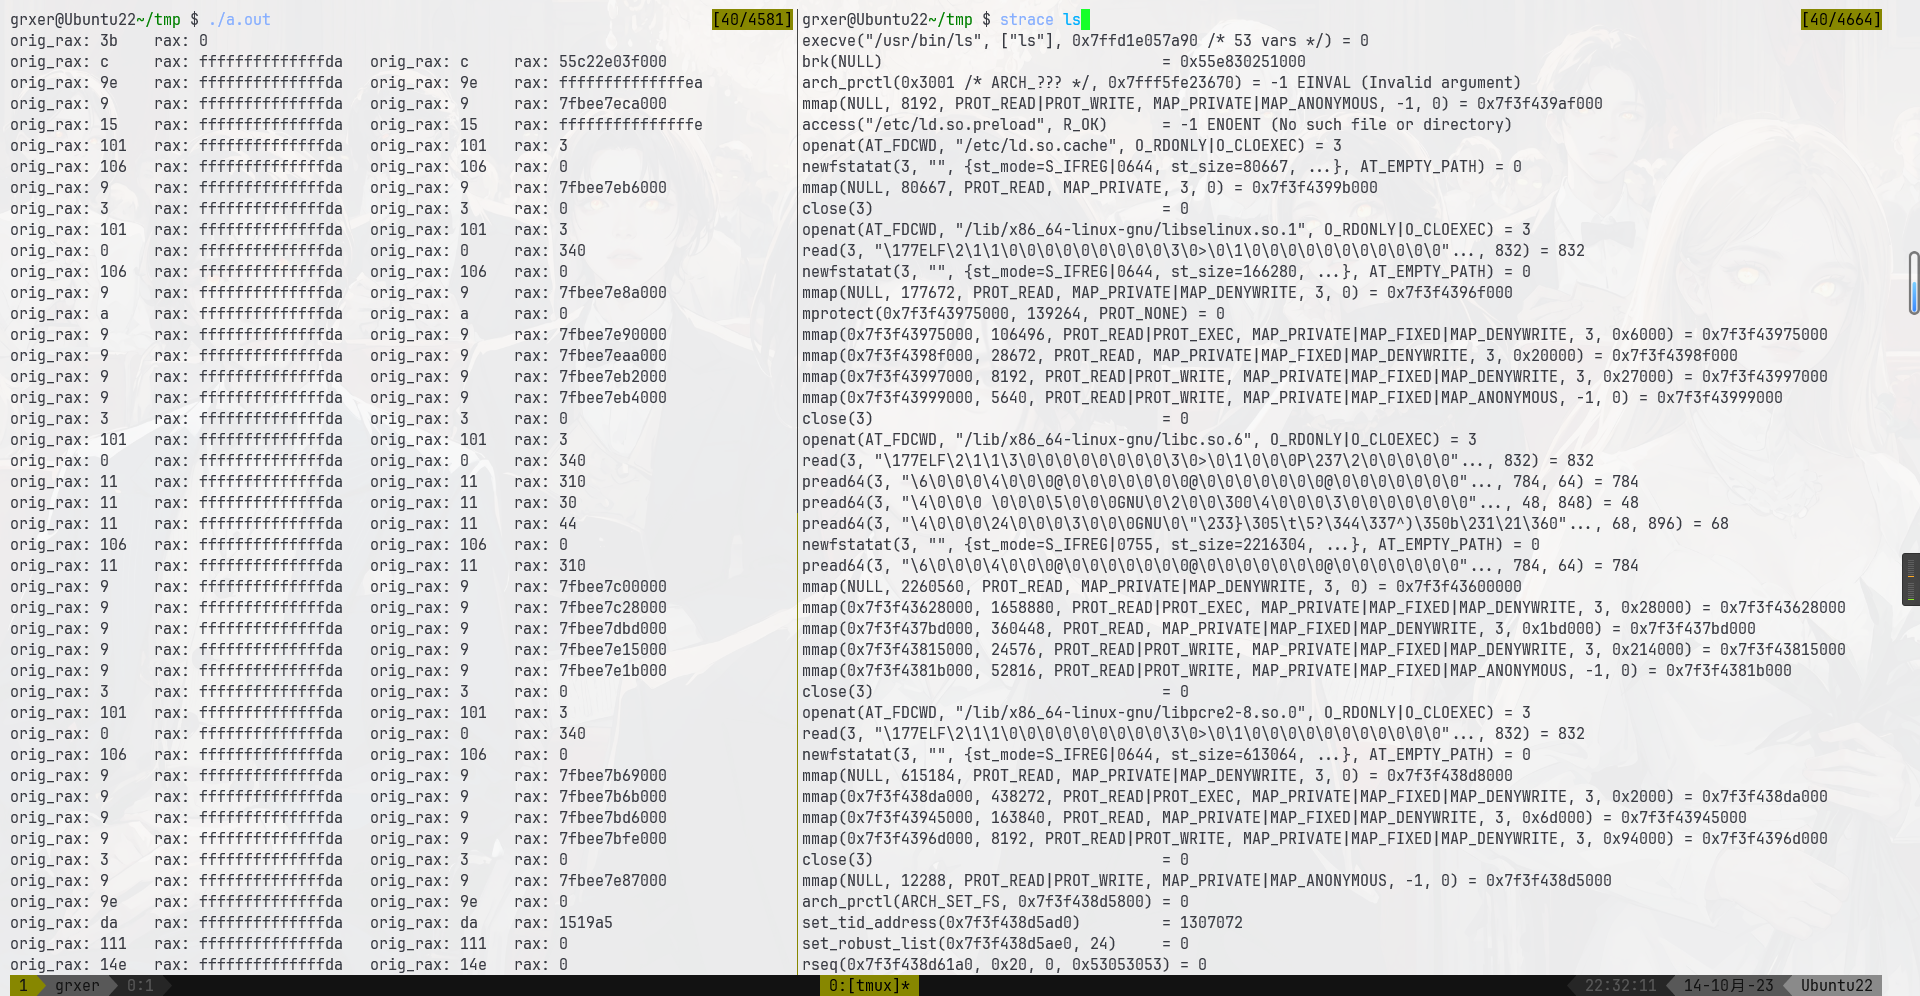 grxer@Ubuntu22~/tmp $ ./a.out [40/4581]
orig_rax: 3b    rax: 0
orig_rax: c     rax: ffffffffffffffda   orig_rax: c     rax: 55c22e03f000
orig_rax: 9e    rax: ffffffffffffffda   orig_rax: 9e    rax: ffffffffffffffea
orig_rax: 9     rax: ffffffffffffffda   orig_rax: 9     rax: 7fbee7eca000
orig_rax: 15    rax: ffffffffffffffda   orig_rax: 15    rax: fffffffffffffffe
orig_rax: 101   rax: ffffffffffffffda   orig_rax: 101   rax: 3
orig_rax: 106   rax: ffffffffffffffda   orig_rax: 106   rax: 0
orig_rax: 9     rax: ffffffffffffffda   orig_rax: 9     rax: 7fbee7eb6000
orig_rax: 3     rax: ffffffffffffffda   orig_rax: 3     rax: 0
orig_rax: 101   rax: ffffffffffffffda   orig_rax: 101   rax: 3
orig_rax: 0     rax: ffffffffffffffda   orig_rax: 0     rax: 340
orig_rax: 106   rax: ffffffffffffffda   orig_rax: 106   rax: 0
orig_rax: 9     rax: ffffffffffffffda   orig_rax: 9     rax: 7fbee7e8a000
orig_rax: a     rax: ffffffffffffffda   orig_rax: a     rax: 0
orig_rax: 9     rax: ffffffffffffffda   orig_rax: 9     rax: 7fbee7e90000
orig_rax: 9     rax: ffffffffffffffda   orig_rax: 9     rax: 7fbee7eaa000
orig_rax: 9     rax: ffffffffffffffda   orig_rax: 9     rax: 7fbee7eb2000
orig_rax: 9     rax: ffffffffffffffda   orig_rax: 9     rax: 7fbee7eb4000
orig_rax: 3     rax: ffffffffffffffda   orig_rax: 3     rax: 0
orig_rax: 101   rax: ffffffffffffffda   orig_rax: 101   rax: 3
orig_rax: 0     rax: ffffffffffffffda   orig_rax: 0     rax: 340
orig_rax: 11    rax: ffffffffffffffda   orig_rax: 11    rax: 310
orig_rax: 11    rax: ffffffffffffffda   orig_rax: 11    rax: 30
orig_rax: 11    rax: ffffffffffffffda   orig_rax: 11    rax: 44
orig_rax: 106   rax: ffffffffffffffda   orig_rax: 106   rax: 0
orig_rax: 11    rax: ffffffffffffffda   orig_rax: 11    rax: 310
orig_rax: 9     rax: ffffffffffffffda   orig_rax: 9     rax: 7fbee7c00000
orig_rax: 9     rax: ffffffffffffffda   orig_rax: 9     rax: 7fbee7c28000
orig_rax: 9     rax: ffffffffffffffda   orig_rax: 9     rax: 7fbee7dbd000
orig_rax: 9     rax: ffffffffffffffda   orig_rax: 9     rax: 7fbee7e15000
orig_rax: 9     rax: ffffffffffffffda   orig_rax: 9     rax: 7fbee7e1b000
orig_rax: 3     rax: ffffffffffffffda   orig_rax: 3     rax: 0
orig_rax: 101   rax: ffffffffffffffda   orig_rax: 101   rax: 3
orig_rax: 0     rax: ffffffffffffffda   orig_rax: 0     rax: 340
orig_rax: 106   rax: ffffffffffffffda   orig_rax: 106   rax: 0
orig_rax: 9     rax: ffffffffffffffda   orig_rax: 9     rax: 7fbee7b69000
orig_rax: 9     rax: ffffffffffffffda   orig_rax: 9     rax: 7fbee7b6b000
orig_rax: 9     rax: ffffffffffffffda   orig_rax: 9     rax: 7fbee7bd6000
orig_rax: 9     rax: ffffffffffffffda   orig_rax: 9     rax: 7fbee7bfe000
orig_rax: 3     rax: ffffffffffffffda   orig_rax: 3     rax: 0
orig_rax: 9     rax: ffffffffffffffda   orig_rax: 9     rax: 7fbee7e87000
orig_rax: 9e    rax: ffffffffffffffda   orig_rax: 9e    rax: 0
orig_rax: da    rax: ffffffffffffffda   orig_rax: da    rax: 1519a5
orig_rax: 111   rax: ffffffffffffffda   orig_rax: 111   rax: 0
orig_rax: 14e   rax: ffffffffffffffda   orig_rax: 14e   rax: 0
grxer@Ubuntu22~/tmp $ strace ls [40/4664]
execve("/usr/bin/ls", ["ls"], 0x7ffd1e057a90 /* 53 vars */) = 0
brk(NULL)                               = 0x55e830251000
arch_prctl(0x3001 /* ARCH_??? */, 0x7fff5fe23670) = -1 EINVAL (Invalid argument)
mmap(NULL, 8192, PROT_READ|PROT_WRITE, MAP_PRIVATE|MAP_ANONYMOUS, -1, 0) = 0x7f3f439af000
access("/etc/ld.so.preload", R_OK)      = -1 ENOENT (No such file or directory)
openat(AT_FDCWD, "/etc/ld.so.cache", O_RDONLY|O_CLOEXEC) = 3
newfstatat(3, "", {st_mode=S_IFREG|0644, st_size=80667, ...}, AT_EMPTY_PATH) = 0
mmap(NULL, 80667, PROT_READ, MAP_PRIVATE, 3, 0) = 0x7f3f4399b000
close(3)                                = 0
openat(AT_FDCWD, "/lib/x86_64-linux-gnu/libselinux.so.1", O_RDONLY|O_CLOEXEC) = 3
read(3, "\177ELF\2\1\1\0\0\0\0\0\0\0\0\0\3\0>\0\1\0\0\0\0\0\0\0\0\0\0\0"..., 832) = 832
newfstatat(3, "", {st_mode=S_IFREG|0644, st_size=166280, ...}, AT_EMPTY_PATH) = 0
mmap(NULL, 177672, PROT_READ, MAP_PRIVATE|MAP_DENYWRITE, 3, 0) = 0x7f3f4396f000
mprotect(0x7f3f43975000, 139264, PROT_NONE) = 0
mmap(0x7f3f43975000, 106496, PROT_READ|PROT_EXEC, MAP_PRIVATE|MAP_FIXED|MAP_DENYWRITE, 3, 0x6000) = 0x7f3f43975000
mmap(0x7f3f4398f000, 28672, PROT_READ, MAP_PRIVATE|MAP_FIXED|MAP_DENYWRITE, 3, 0x20000) = 0x7f3f4398f000
mmap(0x7f3f43997000, 8192, PROT_READ|PROT_WRITE, MAP_PRIVATE|MAP_FIXED|MAP_DENYWRITE, 3, 0x27000) = 0x7f3f43997000
mmap(0x7f3f43999000, 5640, PROT_READ|PROT_WRITE, MAP_PRIVATE|MAP_FIXED|MAP_ANONYMOUS, -1, 0) = 0x7f3f43999000
close(3)                                = 0
openat(AT_FDCWD, "/lib/x86_64-linux-gnu/libc.so.6", O_RDONLY|O_CLOEXEC) = 3
read(3, "\177ELF\2\1\1\3\0\0\0\0\0\0\0\0\3\0>\0\1\0\0\0P\237\2\0\0\0\0\0"..., 832) = 832
pread64(3, "\6\0\0\0\4\0\0\0@\0\0\0\0\0\0\0@\0\0\0\0\0\0\0@\0\0\0\0\0\0\0"..., 784, 64) = 784
pread64(3, "\4\0\0\0 \0\0\0\5\0\0\0GNU\0\2\0\0\300\4\0\0\0\3\0\0\0\0\0\0\0"..., 48, 848) = 48
pread64(3, "\4\0\0\0\24\0\0\0\3\0\0\0GNU\0\"\233}\305\t\5?\344\337^)\350b\231\21\360"..., 68, 896) = 68
newfstatat(3, "", {st_mode=S_IFREG|0755, st_size=2216304, ...}, AT_EMPTY_PATH) = 0
pread64(3, "\6\0\0\0\4\0\0\0@\0\0\0\0\0\0\0@\0\0\0\0\0\0\0@\0\0\0\0\0\0\0"..., 784, 64) = 784
mmap(NULL, 2260560, PROT_READ, MAP_PRIVATE|MAP_DENYWRITE, 3, 0) = 0x7f3f43600000
mmap(0x7f3f43628000, 1658880, PROT_READ|PROT_EXEC, MAP_PRIVATE|MAP_FIXED|MAP_DENYWRITE, 3, 0x28000) = 0x7f3f43628000
mmap(0x7f3f437bd000, 360448, PROT_READ, MAP_PRIVATE|MAP_FIXED|MAP_DENYWRITE, 3, 0x1bd000) = 0x7f3f437bd000
mmap(0x7f3f43815000, 24576, PROT_READ|PROT_WRITE, MAP_PRIVATE|MAP_FIXED|MAP_DENYWRITE, 3, 0x214000) = 0x7f3f43815000
mmap(0x7f3f4381b000, 52816, PROT_READ|PROT_WRITE, MAP_PRIVATE|MAP_FIXED|MAP_ANONYMOUS, -1, 0) = 0x7f3f4381b000
close(3)                                = 0
openat(AT_FDCWD, "/lib/x86_64-linux-gnu/libpcre2-8.so.0", O_RDONLY|O_CLOEXEC) = 3
read(3, "\177ELF\2\1\1\0\0\0\0\0\0\0\0\0\3\0>\0\1\0\0\0\0\0\0\0\0\0\0\0"..., 832) = 832
newfstatat(3, "", {st_mode=S_IFREG|0644, st_size=613064, ...}, AT_EMPTY_PATH) = 0
mmap(NULL, 615184, PROT_READ, MAP_PRIVATE|MAP_DENYWRITE, 3, 0) = 0x7f3f438d8000
mmap(0x7f3f438da000, 438272, PROT_READ|PROT_EXEC, MAP_PRIVATE|MAP_FIXED|MAP_DENYWRITE, 3, 0x2000) = 0x7f3f438da000
mmap(0x7f3f43945000, 163840, PROT_READ, MAP_PRIVATE|MAP_FIXED|MAP_DENYWRITE, 3, 0x6d000) = 0x7f3f43945000
mmap(0x7f3f4396d000, 8192, PROT_READ|PROT_WRITE, MAP_PRIVATE|MAP_FIXED|MAP_DENYWRITE, 3, 0x94000) = 0x7f3f4396d000
close(3)                                = 0
mmap(NULL, 12288, PROT_READ|PROT_WRITE, MAP_PRIVATE|MAP_ANONYMOUS, -1, 0) = 0x7f3f438d5000
arch_prctl(ARCH_SET_FS, 0x7f3f438d5800) = 0
set_tid_address(0x7f3f438d5ad0)         = 1307072
set_robust_list(0x7f3f438d5ae0, 24)     = 0
rseq(0x7f3f438d61a0, 0x20, 0, 0x53053053) = 0
1 grxer 0:1 0:[tmux]* 22:32:11 14-10月-23 Ubuntu22